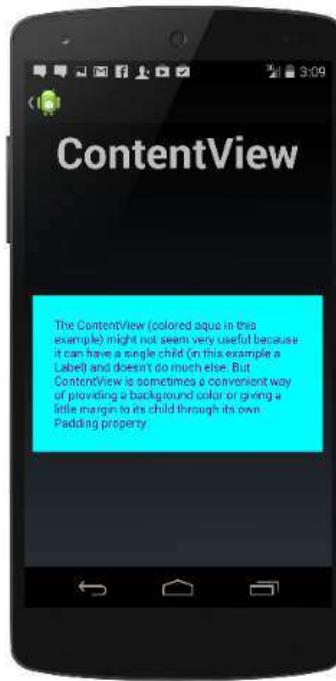 3:09
ContentView
The ContentView (colored aqua in this
example) might not seem very useful because
it can have a single child (in this example a
Label) and doesn't do much else. But
ContentView is sometimes a convenient way
of providing a background color or giving a
little margin to its child through its own
Padding property.